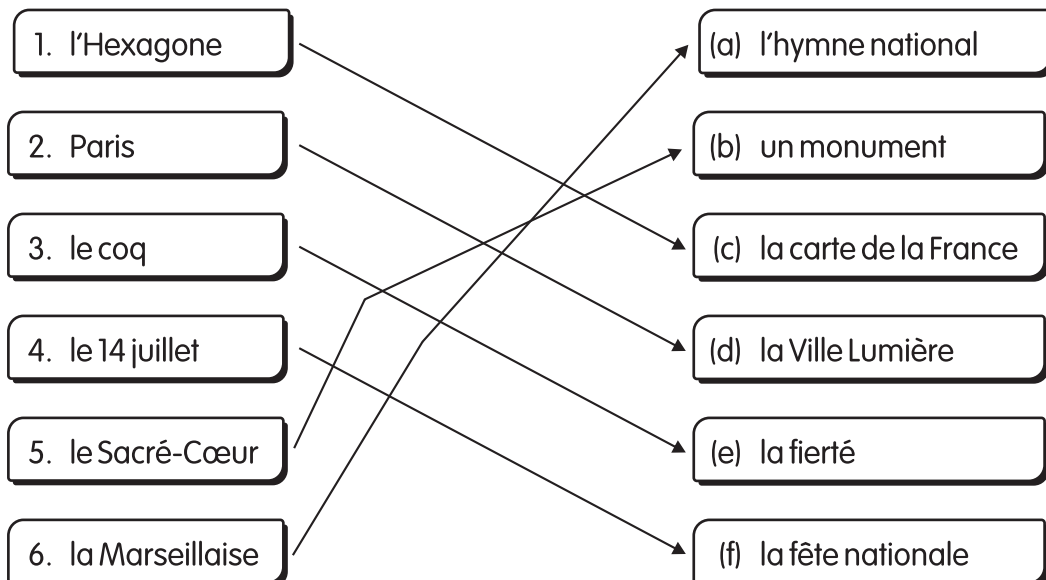 1. l'Hexagone
(a) l'hymne national
2. Paris
(b) un monument
3. le coq
(c) la carte de la France
4. le 14 juillet
(d) la Ville Lumière
5. le Sacré-Cœur
(e) la fierté
6. la Marseillaise
(f) la fête nationale